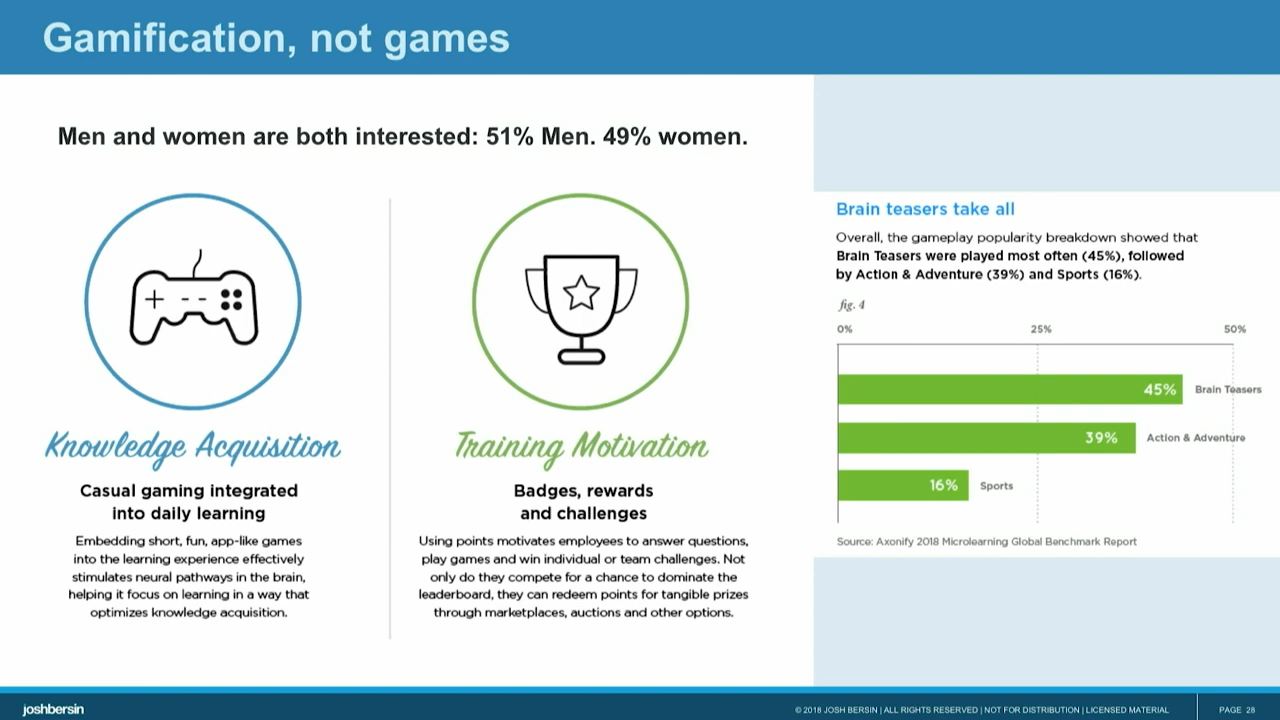 Gamification, not games
Men and women are both interested: 51% Men. 49% women.
Knowledge Acquisition
Casual gaming integrated
into daily learning
Embedding short, fun, app-like games
into the learning experience effectively
stimulates neural pathways in the brain,
helping it focus on learning in a way that
optimizes knowledge acquisition.
Training Motivation
Badges, rewards
and challenges
Using points motivates employees to answer questions,
play games and win individual or team challenges. Not
only do they compete for a chance to dominate the
leaderboard, they can redeem points for tangible prizes
through marketplaces, auctions and other options.
Brain teasers take all
Overall, the gameplay popularity breakdown showed that
Brain Teasers were played most often (45%), followed
by Action & Adventure (39%) and Sports (16%).
fig. 4
0% 25% 50%
45% Brain Teasers
39% Action & Adventure
16% Sports
Source: Axonify 2018 Microlearning Global Benchmark Report
joshbersin
© 2018 JOSH BERSIN | ALL RIGHTS RESERVED | NOT FOR DISTRIBUTION | LICENSED MATERIAL
PAGE 28